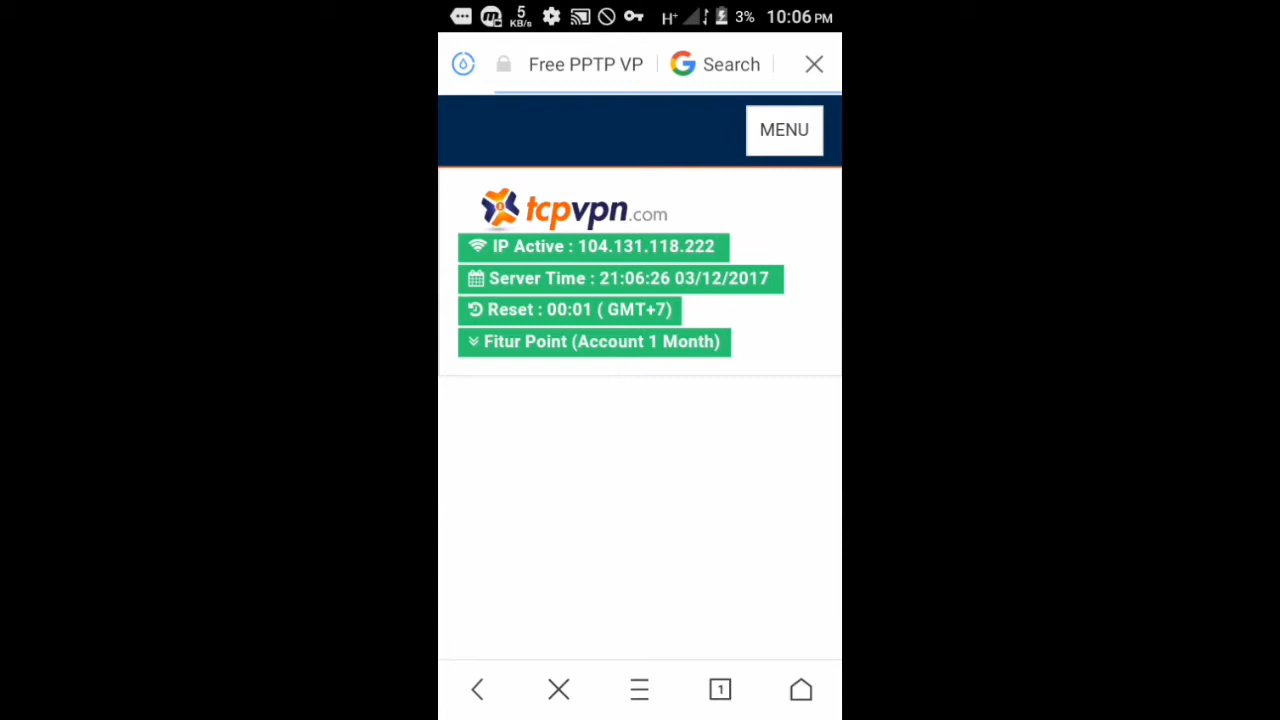 5 KB/s H+ 3% 10:06 PM
Free PPTP VP Search
MENU
tcpvpn.com
IP Active : 104.131.118.222
Server Time : 21:06:26 03/12/2017
Reset : 00:01 ( GMT+7)
Fitur Point (Account 1 Month)
1